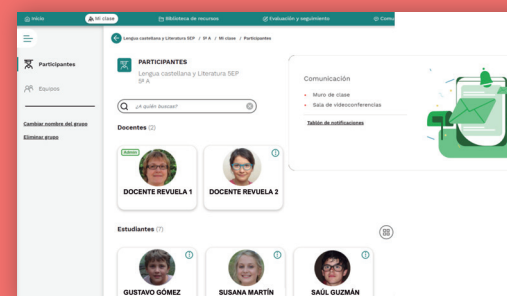 Inicio
Mi clase
Biblioteca de recursos
Evaluación y seguimiento
Comu
Lengua castellana y Literatura SEP / 5º A / Mi clase / Participantes
Participantes
Equipos
Cambiar nombre del grupo
Eliminar grupo
PARTICIPANTES
Lengua castellana y Literatura SEP
5º A
¿A quién buscas?
Docentes (2)
Admin
DOCENTE REVUELA 1
DOCENTE REVUELA 2
Estudiantes (7)
GUSTAVO GÓMEZ
SUSANA MARTÍN
SAÚL GUZMÁN
Comunicación
Muro de clase
Sala de videoconferencias
Tablón de notificaciones